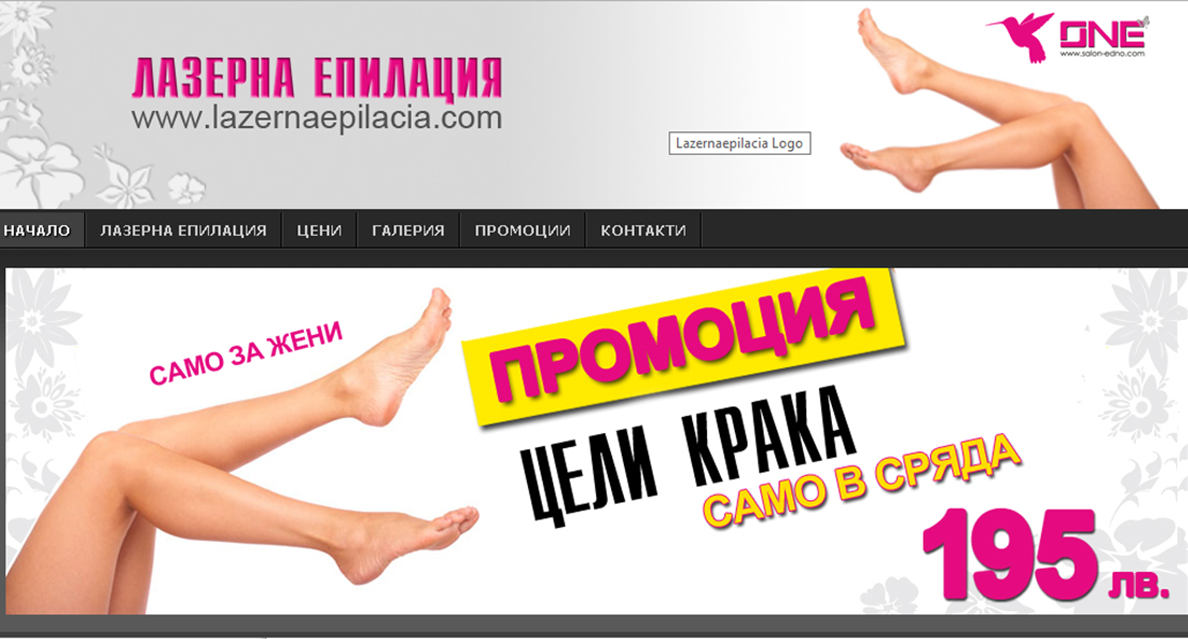 ЛАЗЕРНА ЕПИЛАЦИЯ
www.lazernaepilacia.com
ONE
www.salon-edno.com
Lazernaepilacia Logo
НАЧАЛО ЛАЗЕРНА ЕПИЛАЦИЯ ЦЕНИ ГАЛЕРИЯ ПРОМОЦИИ КОНТАКТИ
САМО ЗА ЖЕНИ
ПРОМОЦИЯ
ЦЕЛИ КРАКА
САМО В СРЯДА
195 лв.